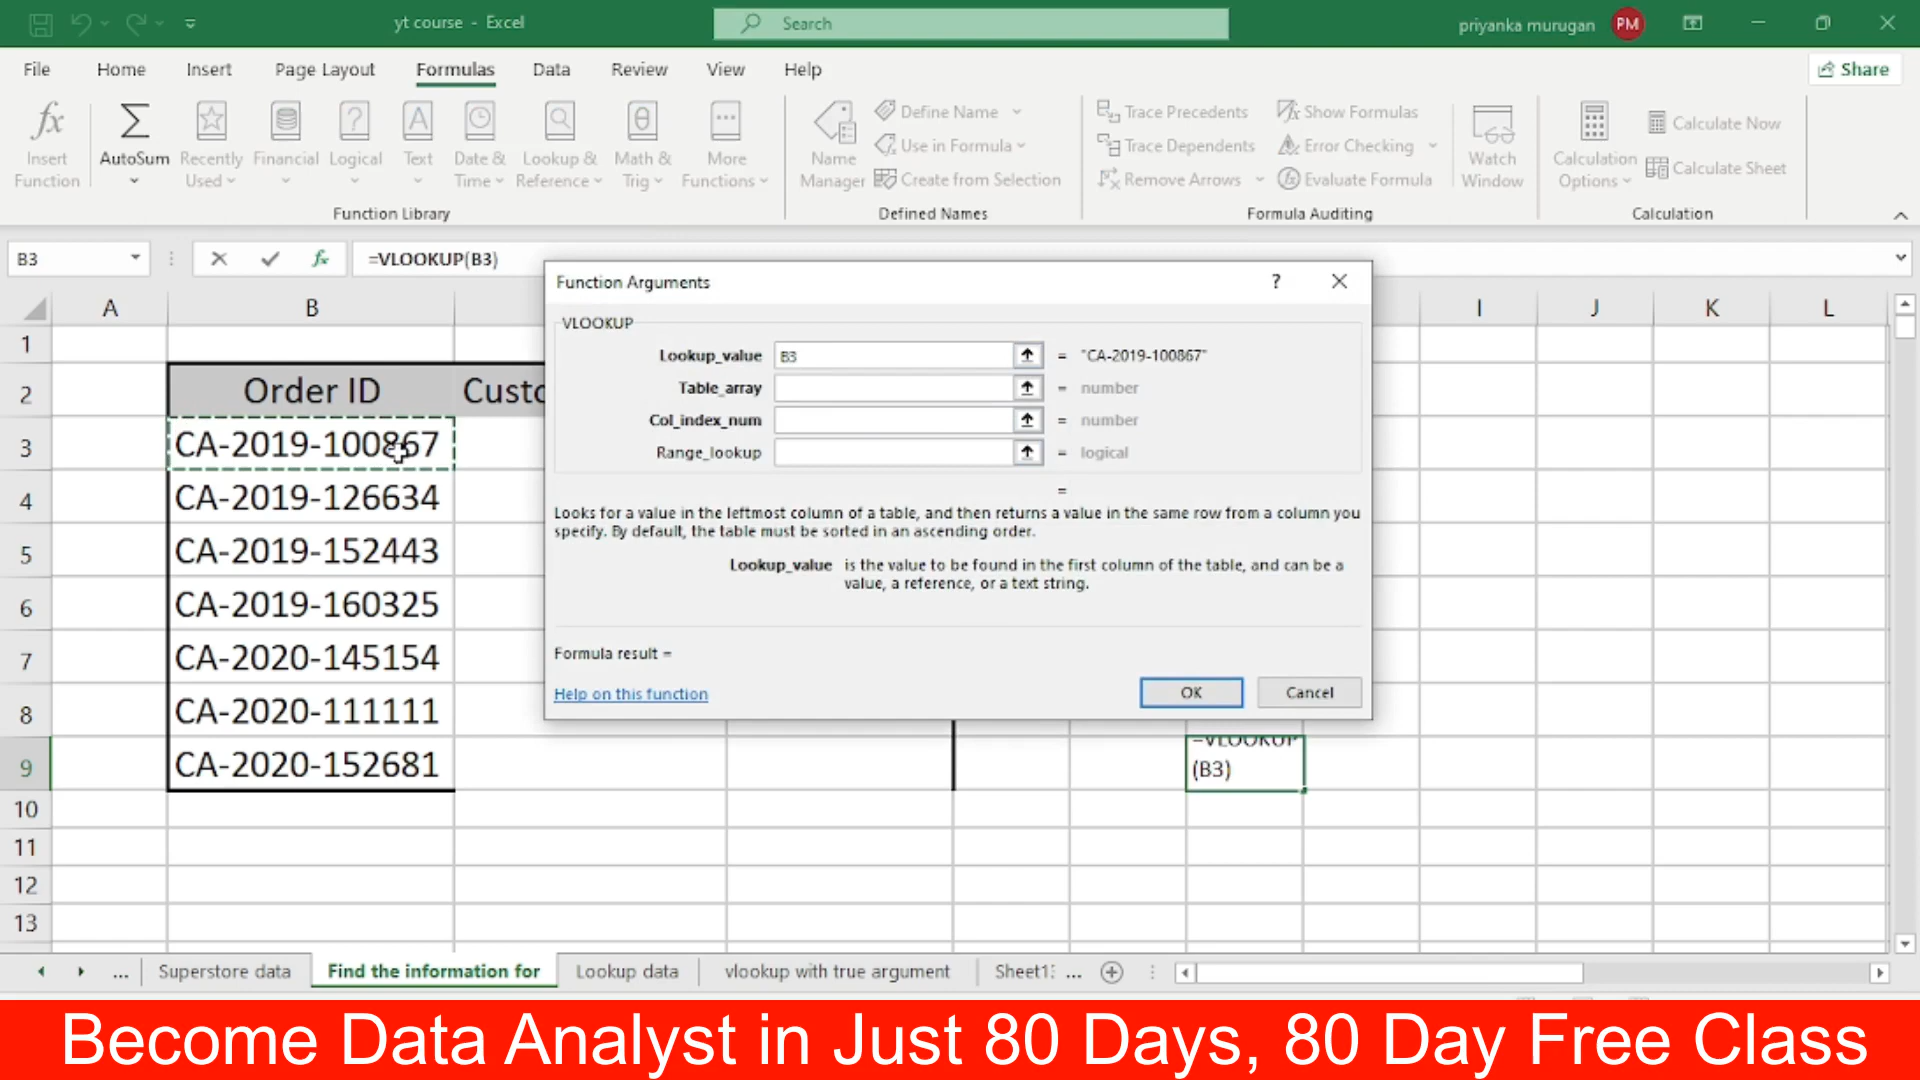 yt course - Excel
Search
priyanka murugan PM
File Home Insert Page Layout Formulas Data Review View Help
Share
Insert Function
AutoSum
Recently Used
Financial
Logical
Text
Date & Time
Lookup & Reference
Math & Trig
More Functions
Function Library
Name Manager
Define Name
Use in Formula
Create from Selection
Defined Names
Trace Precedents
Trace Dependents
Remove Arrows
Show Formulas
Error Checking
Evaluate Formula
Formula Auditing
Watch Window
Calculation Options
Calculate Now
Calculate Sheet
Calculation
B3
fx
=VLOOKUP(B3)
A B I J K L
1
2 Order ID Custo
3 CA-2019-100867
4 CA-2019-126634
5 CA-2019-152443
6 CA-2019-160325
7 CA-2020-145154
8 CA-2020-111111
9 CA-2020-152681
10
11
12
13
Function Arguments
?
VLOOKUP
Lookup_value B3 = "CA-2019-100867"
Table_array = number
Col_index_num = number
Range_lookup = logical
=
Looks for a value in the leftmost column of a table, and then returns a value in the same row from a column you
specify. By default, the table must be sorted in an ascending order.
Lookup_value is the value to be found in the first column of the table, and can be a
value, a reference, or a text string.
Formula result =
Help on this function
OK
Cancel
=VLOOKUP
(B3)
... Superstore data Find the information for Lookup data vlookup with true argument Sheet1 ...
Become Data Analyst in Just 80 Days, 80 Day Free Class